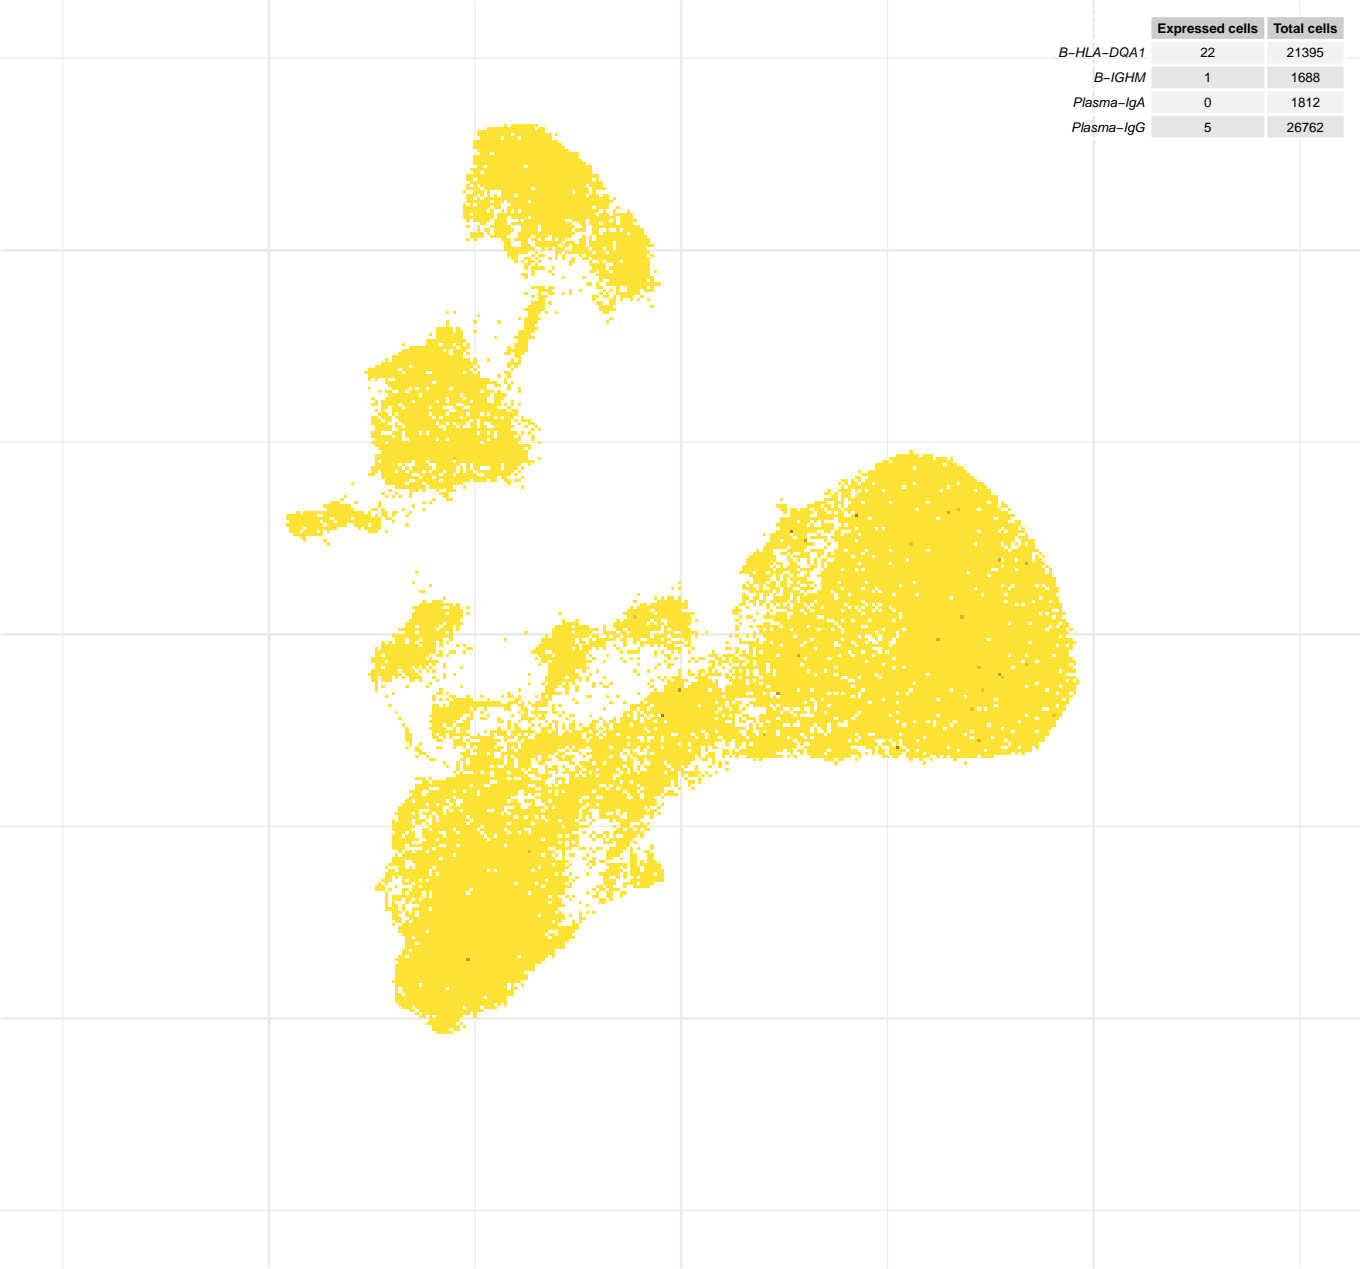 Expressed cells Total cells
B−HLA−DQA1 22 21395
B−IGHM 1 1688
Plasma−IgA 0 1812
Plasma−IgG 5 26762